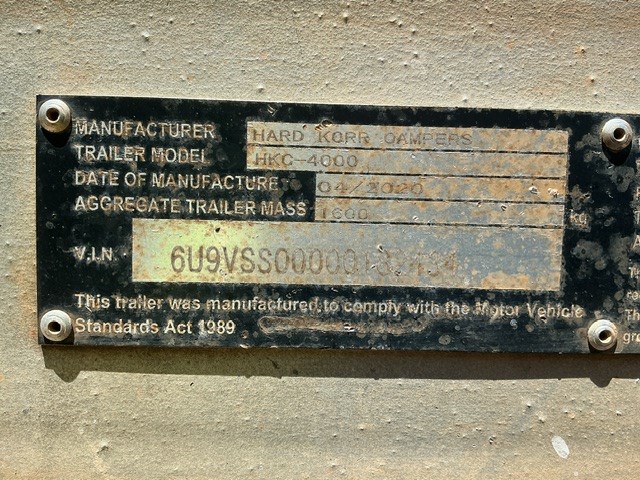 MANUFACTURER HARD KORR CAMPERS
TRAILER MODEL HKC-4000
DATE OF MANUFACTURE 04/2020
AGGREGATE TRAILER MASS 1600 kg
V.I.N.
This trailer was manufactured to comply with the Motor Vehicle
Standards Act 1989